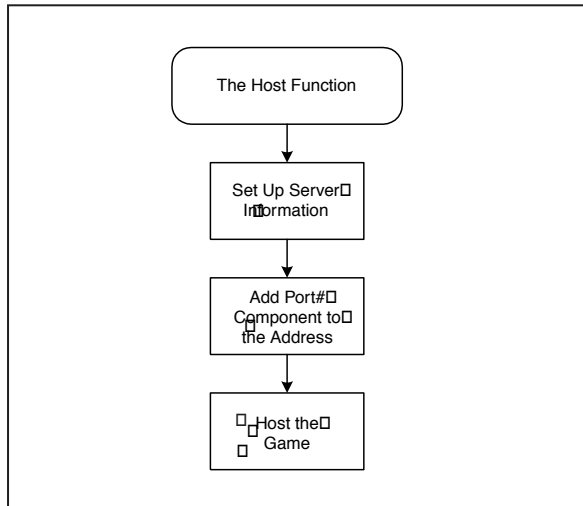 The Host Function
Set Up Server
Information
Add Port#
Component to
the Address
Host the
Game